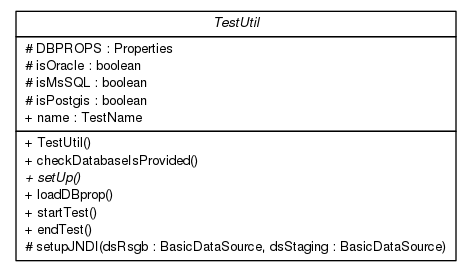 TestUtil
# DBPROPS : Properties
# isOracle : boolean
# isMsSQL : boolean
# isPostgis : boolean
+ name : TestName
+ TestUtil()
+ checkDatabaseIsProvided()
+ setUp()
+ loadDBprop()
+ startTest()
+ endTest()
# setupJNDI(dsRsgb : BasicDataSource, dsStaging : BasicDataSource)